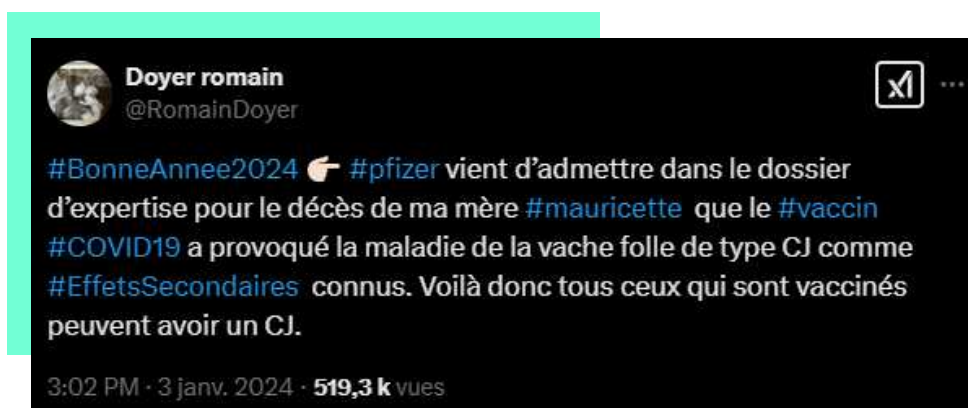 Doyer romain
@RomainDoyer
#BonneAnnee2024 👉🏻 #pfizer vient d’admettre dans le dossier
d’expertise pour le décès de ma mère #mauricette que le #vaccin
#COVID19 a provoqué la maladie de la vache folle de type CJ comme
#EffetsSecondaires connus. Voilà donc tous ceux qui sont vaccinés
peuvent avoir un CJ.
3:02 PM · 3 janv. 2024 · 519,3 k vues